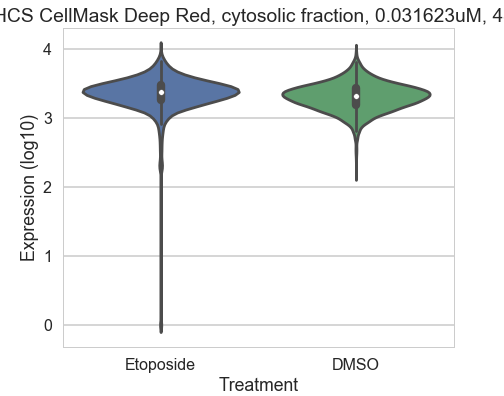 HCS CellMask Deep Red, cytosolic fraction, 0.031623uM, 4
4
3
2
1
0
Expression (log10)
Etoposide DMSO
Treatment